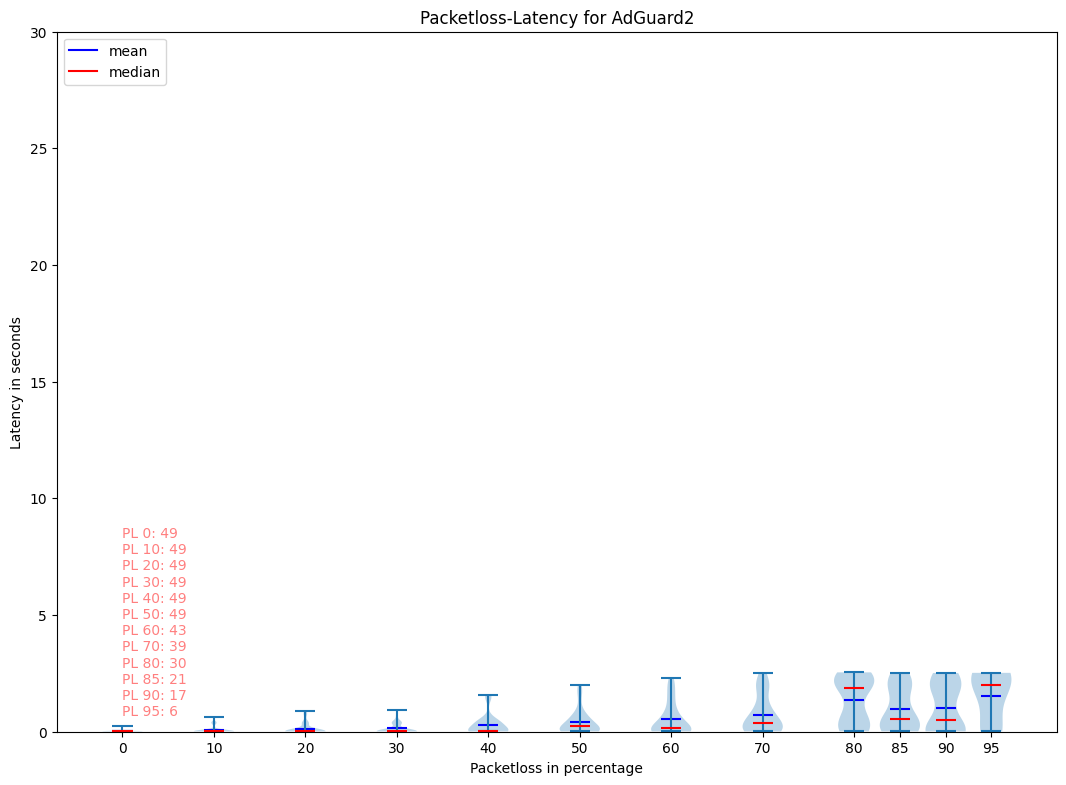 Packetloss-Latency for AdGuard2
mean
median
30
25
20
15
10
5
0
Latency in seconds
PL 0: 49
PL 10: 49
PL 20: 49
PL 30: 49
PL 40: 49
PL 50: 49
PL 60: 43
PL 70: 39
PL 80: 30
PL 85: 21
PL 90: 17
PL 95: 6
0 10 20 30 40 50 60 70 80 85 90 95
Packetloss in percentage